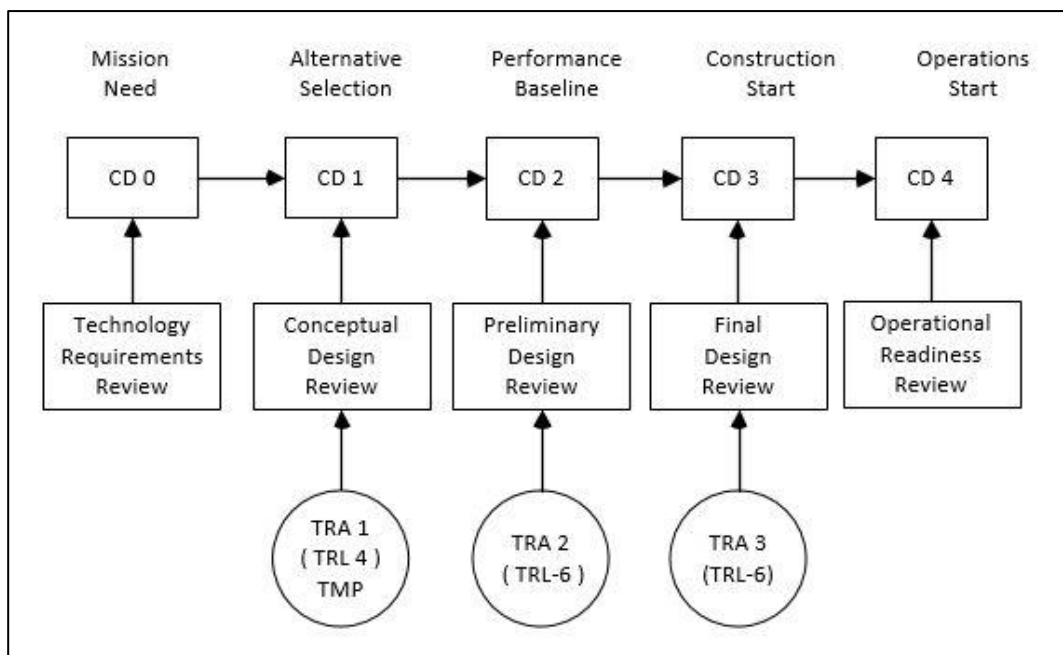 Mission
Need
Alternative
Selection
Performance
Baseline
Construction
Start
Operations
Start
CD 0
CD 1
CD 2
CD 3
CD 4
Technology
Requirements
Review
Conceptual
Design
Review
Preliminary
Design
Review
Final
Design
Review
Operational
Readiness
Review
TRA 1
( TRL 4 )
TMP
TRA 2
( TRL-6 )
TRA 3
(TRL-6)